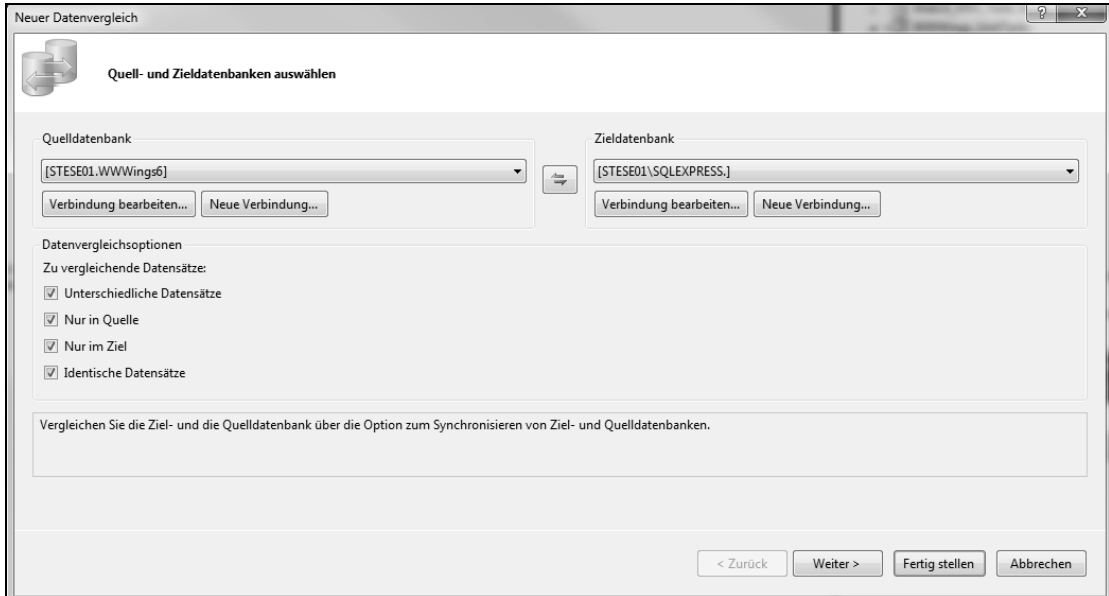 Neuer Datenvergleich
Quell- und Zieldatenbanken auswählen
Quelldatenbank
[STESE01.WWWings6]
Verbindung bearbeiten... Neue Verbindung...
Zieldatenbank
[STESE01\SQLEXPRESS.]
Verbindung bearbeiten... Neue Verbindung...
Datenvergleichsoptionen
Zu vergleichende Datensätze:
Unterschiedliche Datensätze
Nur in Quelle
Nur im Ziel
Identische Datensätze
Vergleichen Sie die Ziel- und die Quelldatenbank über die Option zum Synchronisieren von Ziel- und Quelldatenbanken.
< Zurück Weiter > Fertig stellen Abbrechen